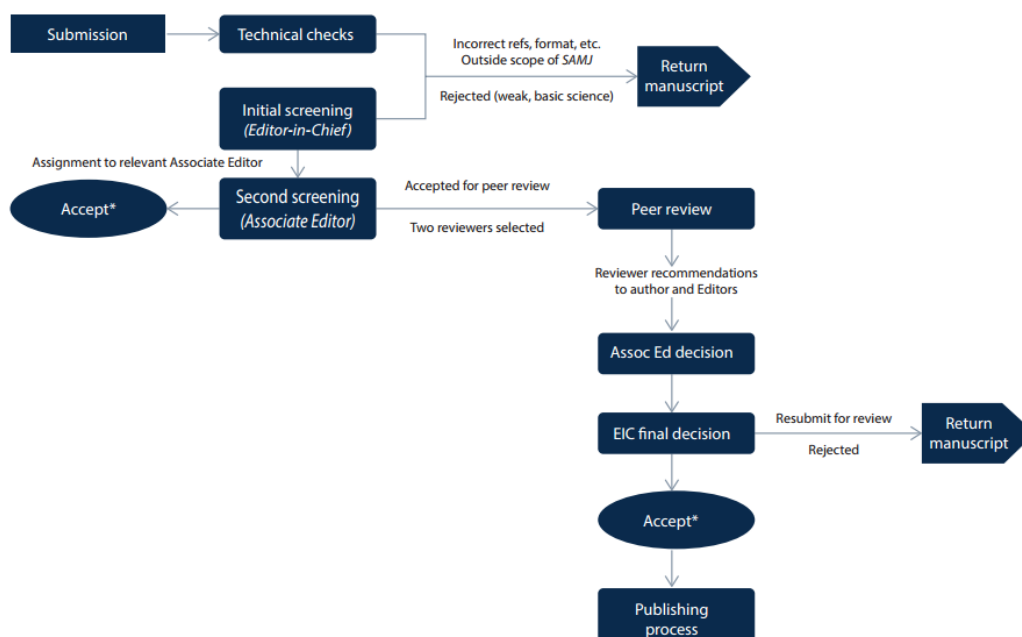 Submission
Technical checks
Incorrect refs, format, etc.
Outside scope of SAMJ
Rejected (weak, basic science)
Return
manuscript
Initial screening
(Editor-in-Chief)
Assignment to relevant Associate Editor
Accept*
Second screening
(Associate Editor)
Accepted for peer review
Two reviewers selected
Peer review
Reviewer recommendations
to author and Editors
Assoc Ed decision
EIC final decision
Resubmit for review
Rejected
Return
manuscript
Accept*
Publishing
process